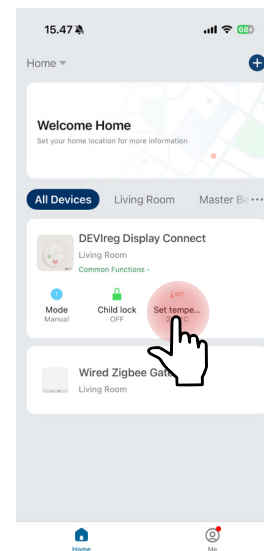 15.47
68
Home
Welcome Home
Set your home location for more information
All Devices Living Room Master Be
DEVIreg Display Connect
Living Room
Common Functions
SET
Mode Child lock Set tempe...
Manual OFF
Wired Zigbee
Living Room
Home Me